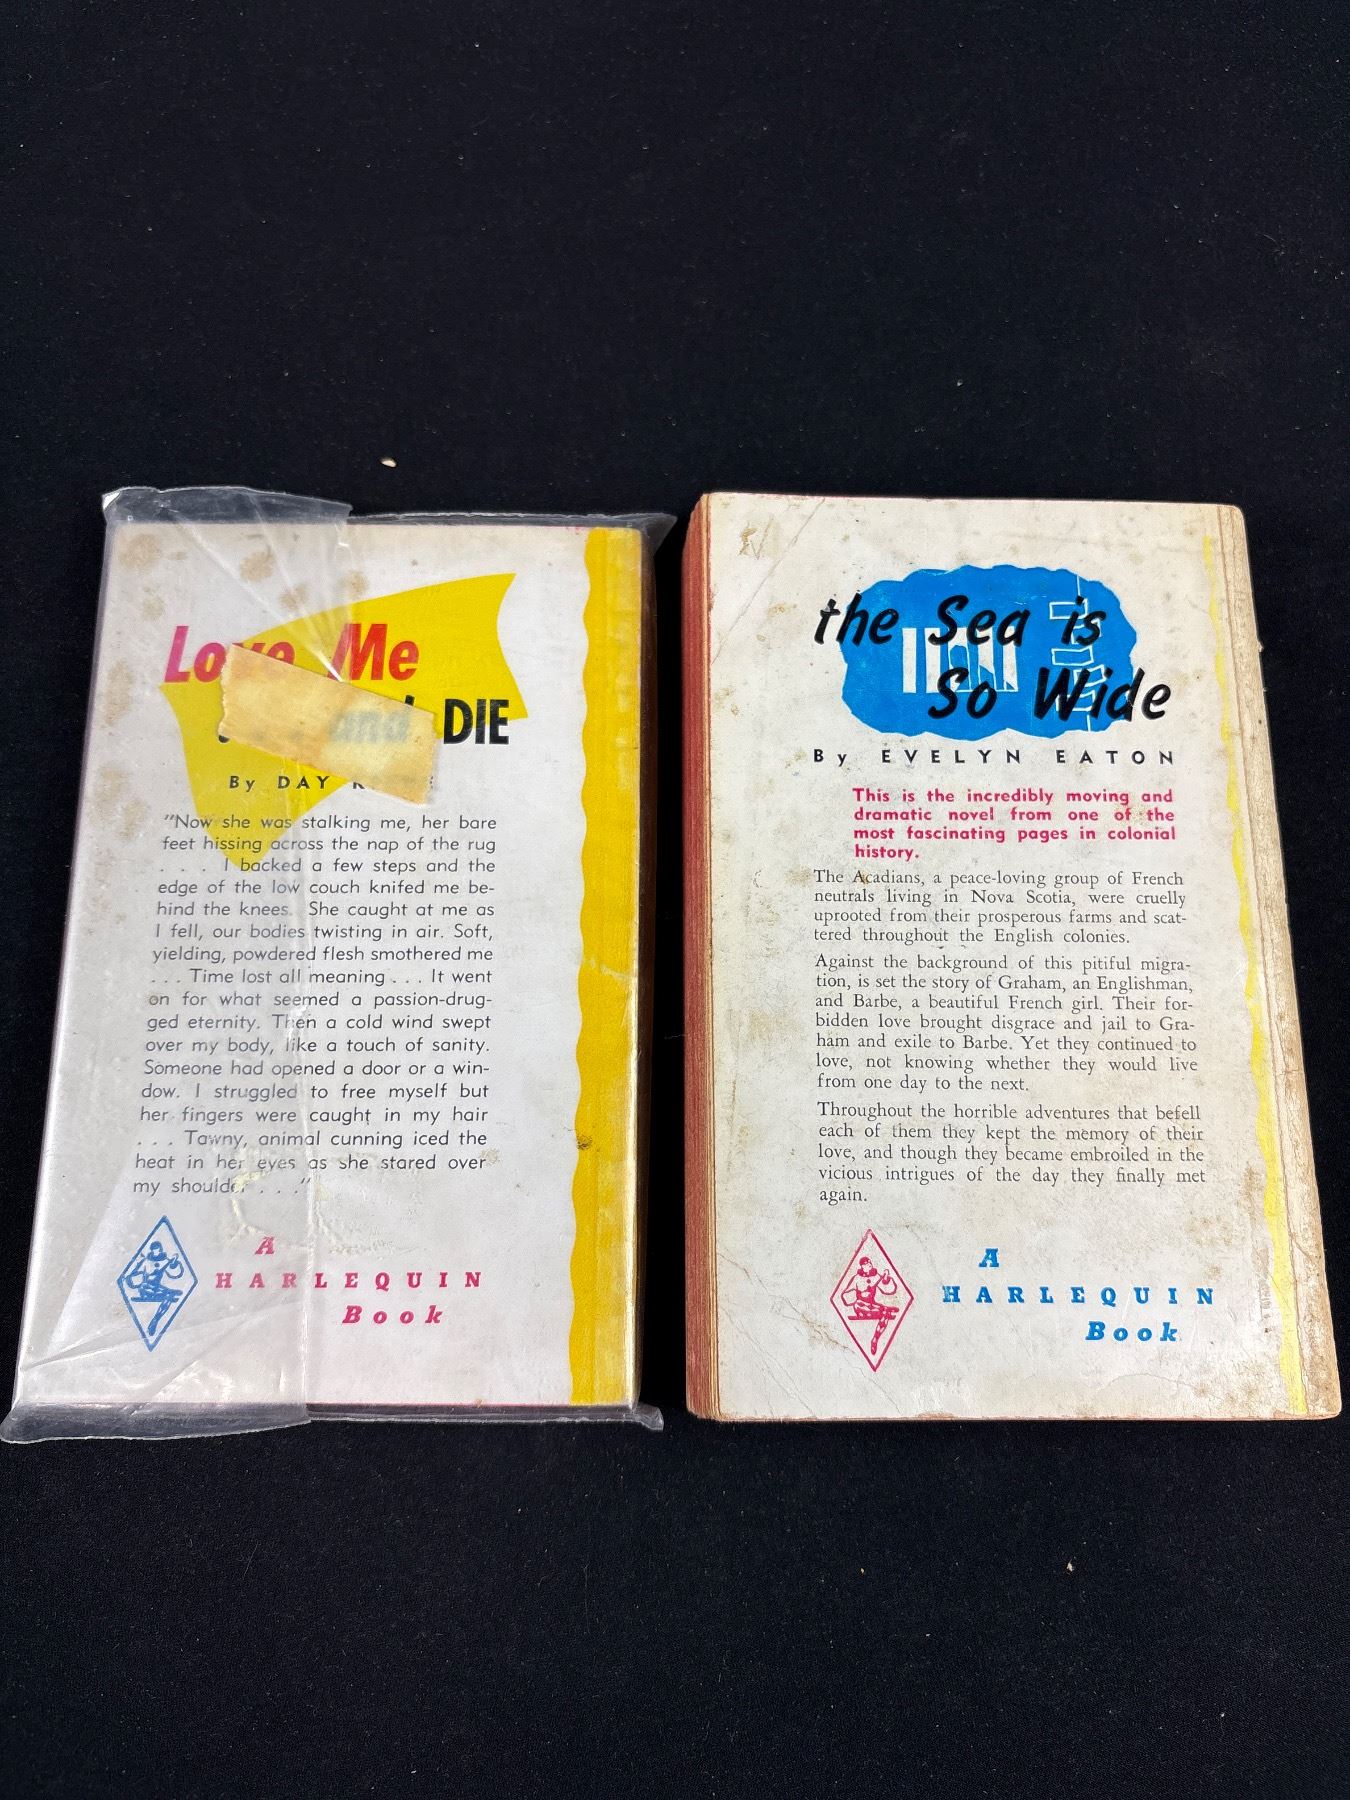 Love Me
and DIE
By DAY
"Now she was stalking me, her bare
feet hissing across the nap of the rug
. . . . I backed a few steps and the
edge of the low couch knifed me be-
hind the knees. She caught at me as
I fell, our bodies twisting in air. Soft,
yielding, powdered flesh smothered me
. . . Time lost all meaning . . . It went
on for what seemed a passion-drug-
ged eternity. Then a cold wind swept
over my body, like a touch of sanity.
Someone had opened a door or a win-
dow. I struggled to free myself but
her fingers were caught in my hair
. . . Tawny, animal cunning iced the
heat in her eyes as she stared over
my shoulder . . ."
A
HARLEQUIN
Book
the Sea is
So Wide
By EVELYN EATON
This is the incredibly moving and
dramatic novel from one of the
most fascinating pages in colonial
history.
The Acadians, a peace-loving group of French
neutrals living in Nova Scotia, were cruelly
uprooted from their prosperous farms and scat-
tered throughout the English colonies.
Against the background of this pitiful migra-
tion, is set the story of Graham, an Englishman,
and Barbe, a beautiful French girl. Their for-
bidden love brought disgrace and jail to Gra-
ham and exile to Barbe. Yet they continued to
love, not knowing whether they would live
from one day to the next.
Throughout the horrible adventures that befell
each of them they kept the memory of their
love, and though they became embroiled in the
vicious intrigues of the day they finally met
again.
A
HARLEQUIN
Book